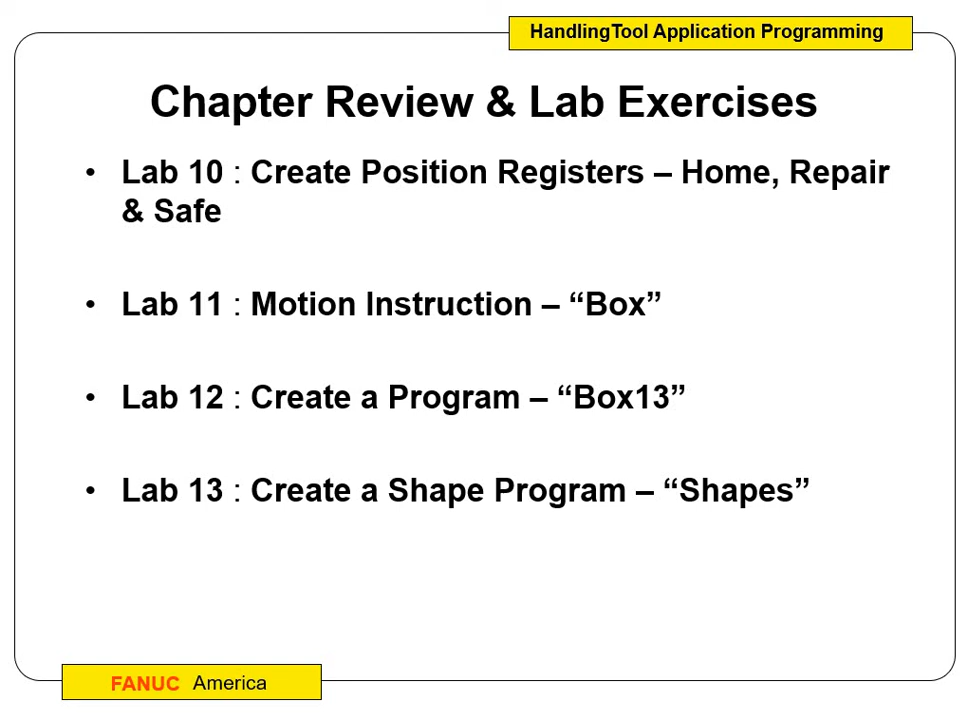 HandlingTool Application Programming
Chapter Review & Lab Exercises
• Lab 10 : Create Position Registers – Home, Repair
& Safe
• Lab 11 : Motion Instruction – “Box”
• Lab 12 : Create a Program – “Box13”
• Lab 13 : Create a Shape Program – “Shapes”
FANUC America